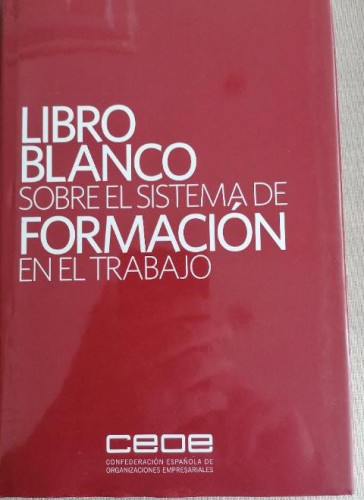 LIBRO
BLANCO
SOBRE EL SISTEMA DE
FORMACIÓN
EN EL TRABAJO
ceoe
CONFEDERACIÓN ESPAÑOLA DE
ORGANIZACIONES EMPRESARIALES